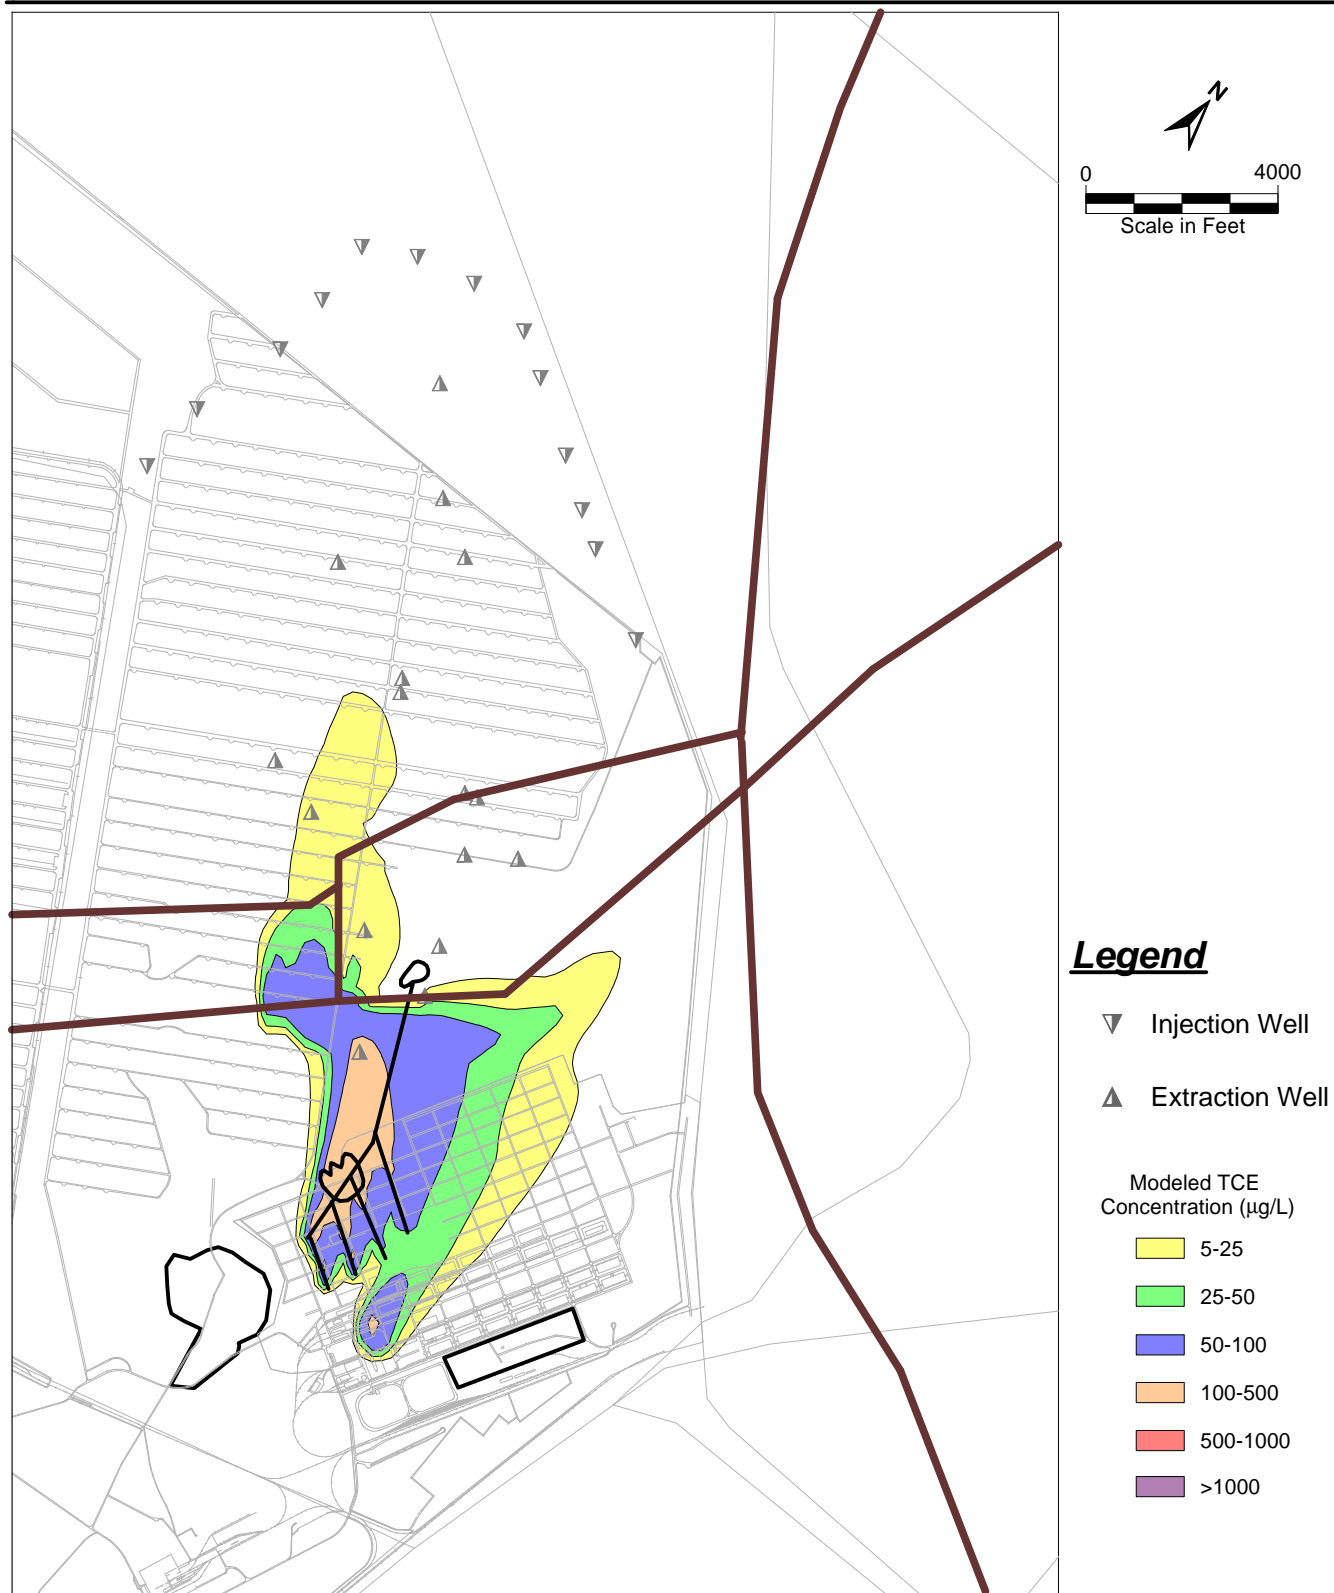 N
0 4000
Scale in Feet
Legend
Injection Well
Extraction Well
Modeled TCE
Concentration (µg/L)
5-25
25-50
50-100
100-500
500-1000
>1000